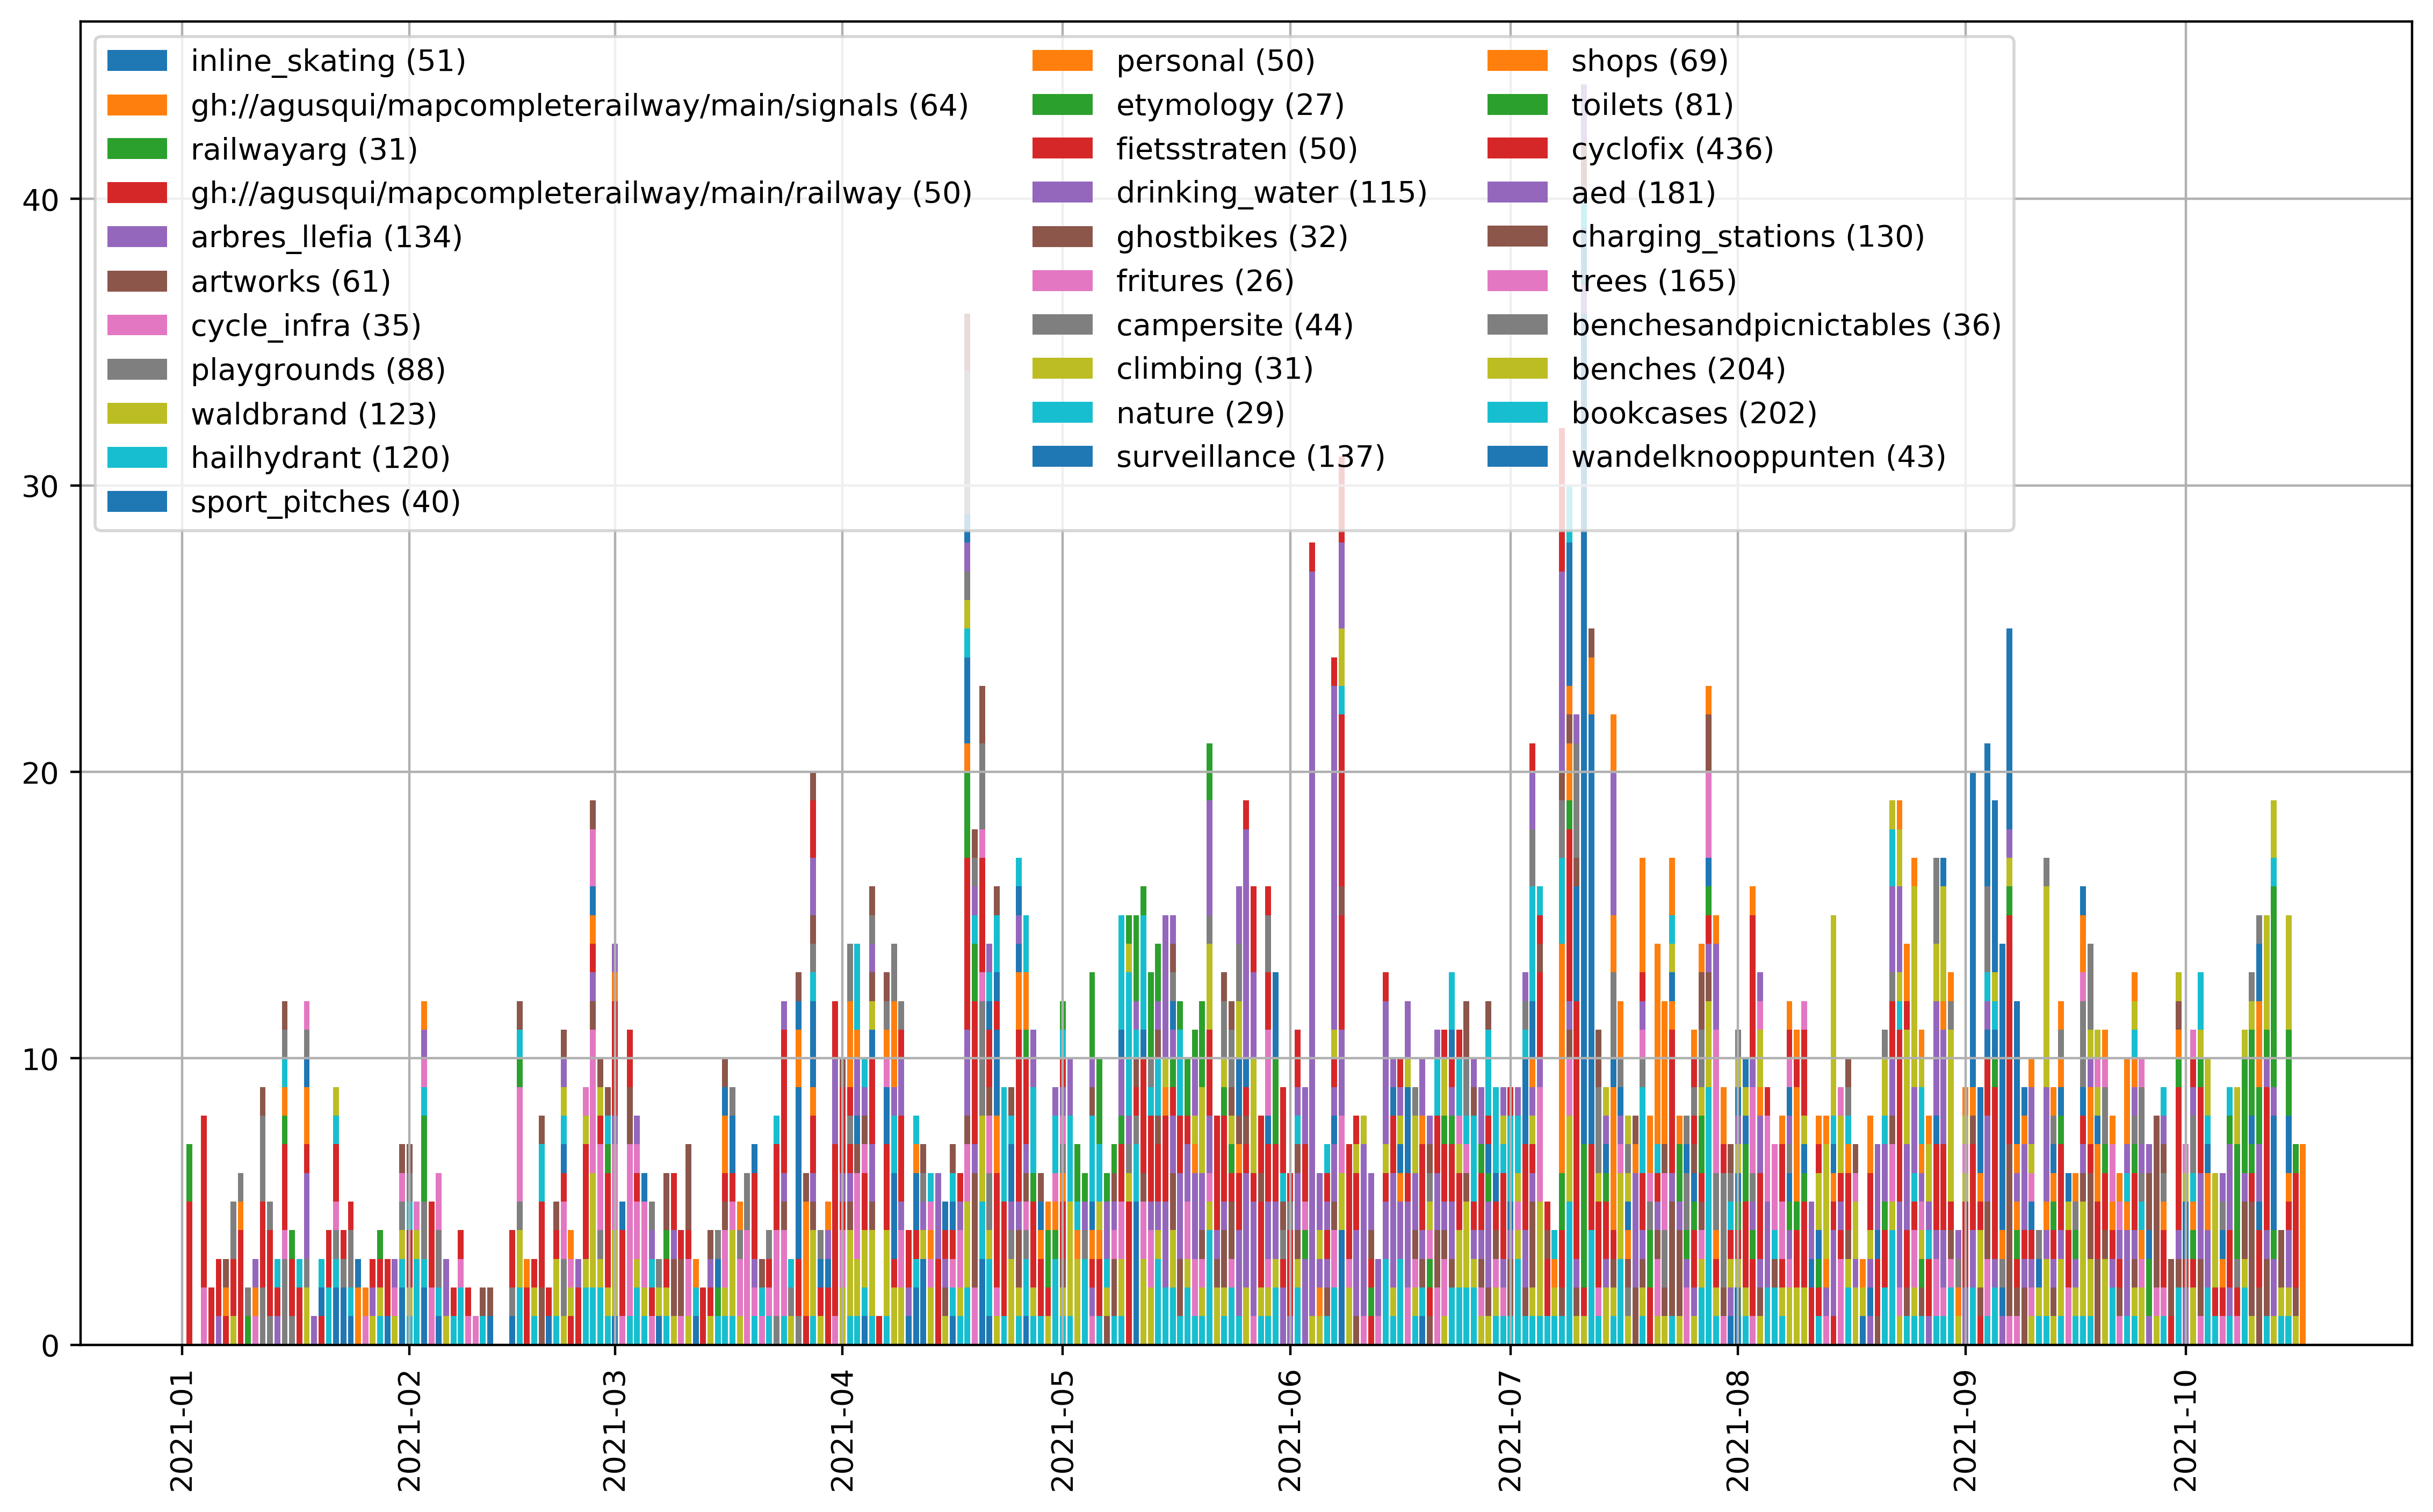 inline_skating (51)
gh://agusqui/mapcompleterailway/main/signals (64)
railwayarg (31)
gh://agusqui/mapcompleterailway/main/railway (50)
arbres_llefia (134)
artworks (61)
cycle_infra (35)
playgrounds (88)
waldbrand (123)
hailhydrant (120)
sport_pitches (40)
personal (50)
etymology (27)
fietsstraten (50)
drinking_water (115)
ghostbikes (32)
fritures (26)
campersite (44)
climbing (31)
nature (29)
surveillance (137)
shops (69)
toilets (81)
cyclofix (436)
aed (181)
charging_stations (130)
trees (165)
benchesandpicnictables (36)
benches (204)
bookcases (202)
wandelknooppunten (43)
40
30
20
10
0
2021-01
2021-02
2021-03
2021-04
2021-05
2021-06
2021-07
2021-08
2021-09
2021-10